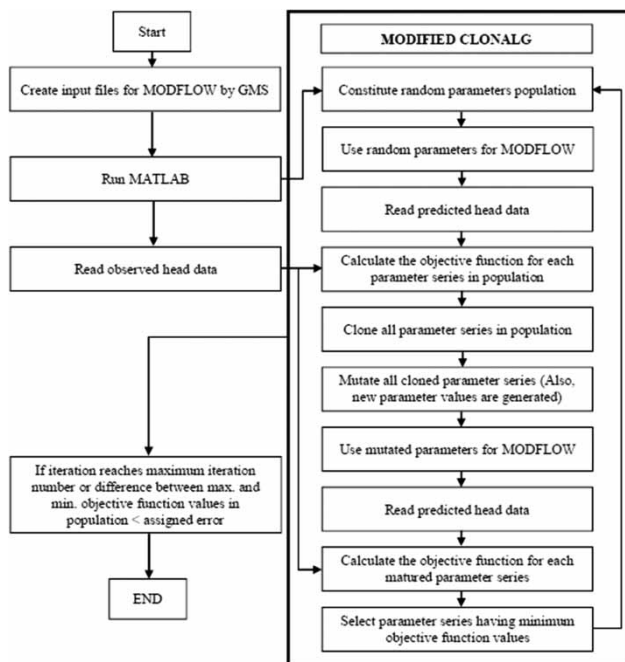 Start
Create input files for MODFLOW by GMS
Run MATLAB
Read observed head data
If iteration reaches maximum iteration
number or difference between max. and
min. objective function values in
population < assigned error
END
MODIFIED CLONALG
Constitute random parameters population
Use random parameters for MODFLOW
Read predicted head data
Calculate the objective function for each
parameter series in population
Clone all parameter series in population
Mutate all cloned parameter series (Also,
new parameter values are generated)
Use mutated parameters for MODFLOW
Read predicted head data
Calculate the objective function for each
matured parameter series
Select parameter series having minimum
objective function values